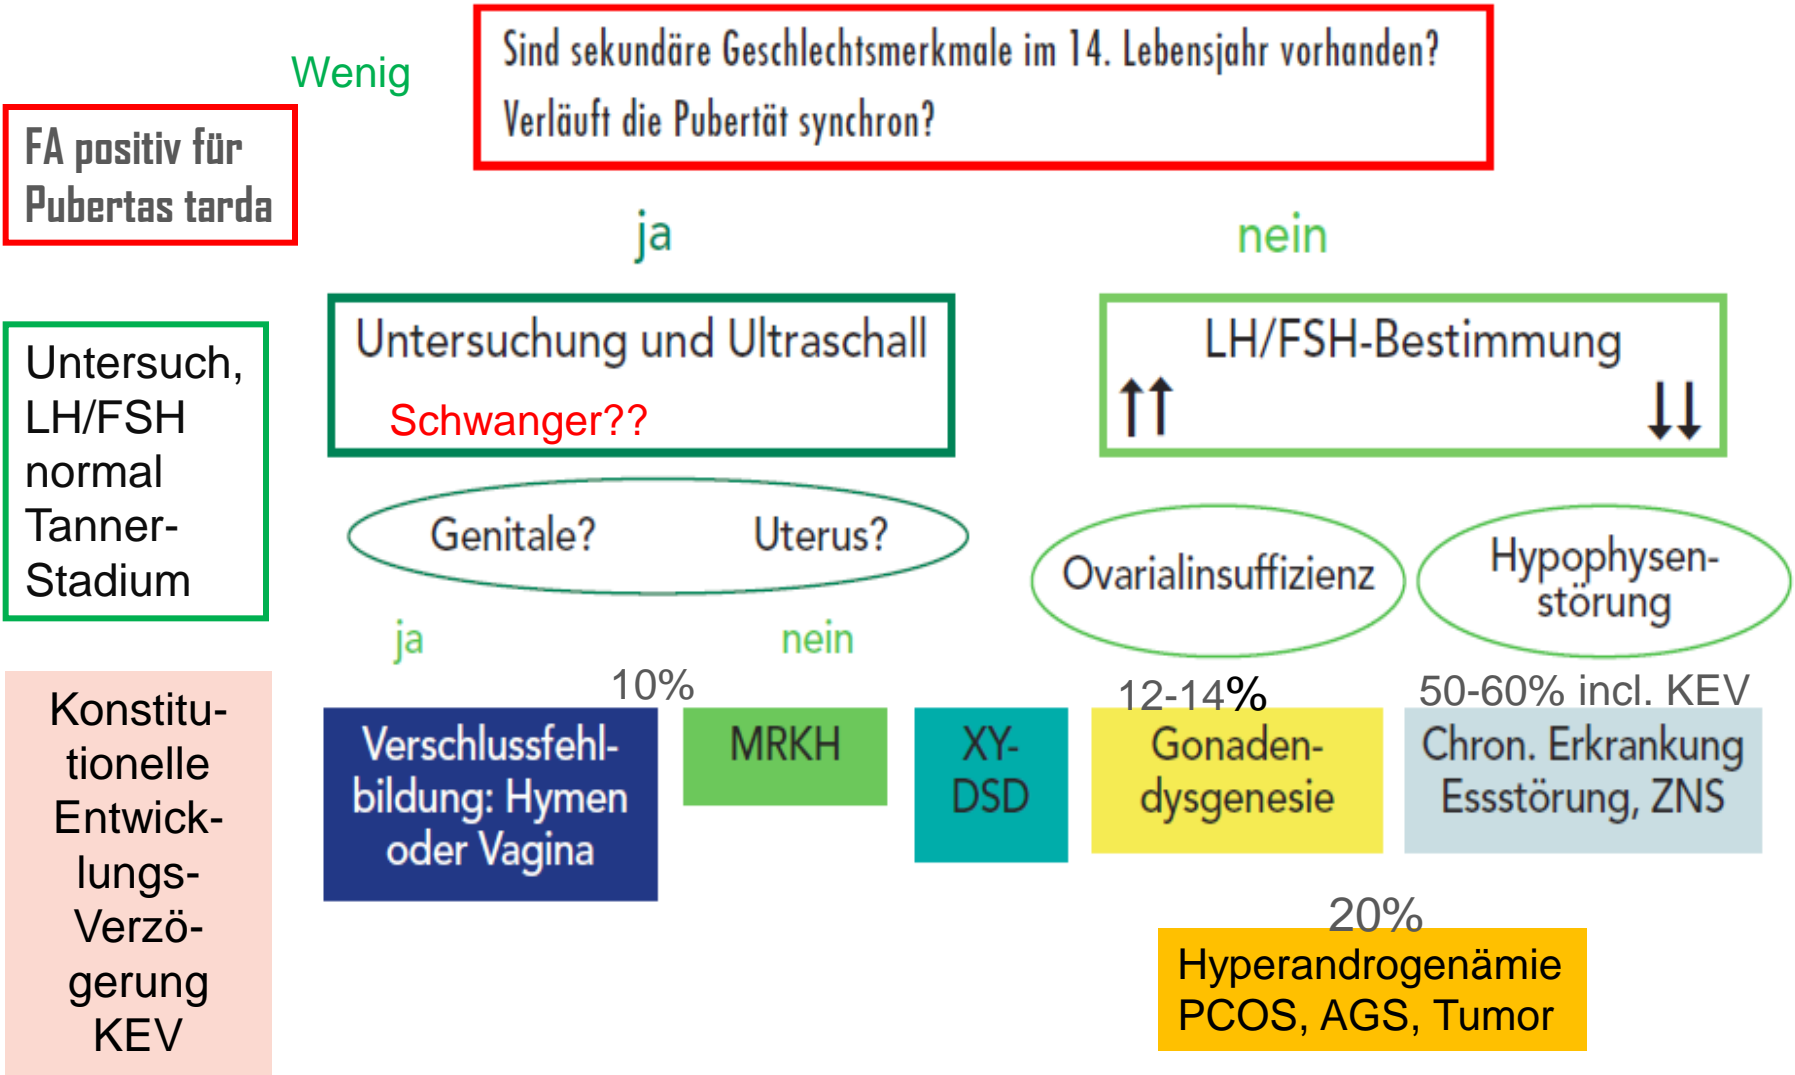 Sind sekundäre Geschlechtsmerkmale im 14. Lebensjahr vorhanden?
Verläuft die Pubertät synchron?
Wenig
FA positiv für
Pubertas tarda
ja
nein
Untersuch,
LH/FSH
normal
Tanner-
Stadium
Untersuchung und Ultraschall
Schwanger??
LH/FSH-Bestimmung
↑↑ ↓↓
Genitale? Uterus?
Ovarialinsuffizienz
Hypophysen-
störung
ja nein
10%
12-14%
50-60% incl. KEV
Konstitu-
tionelle
Entwick-
lungs-
Verzö-
gerung
KEV
Verschlussfehl-
bildung: Hymen
oder Vagina
MRKH
XY-
DSD
Gonaden-
dysgenesie
Chron. Erkrankung
Essstörung, ZNS
20%
Hyperandrogenämie
PCOS, AGS, Tumor